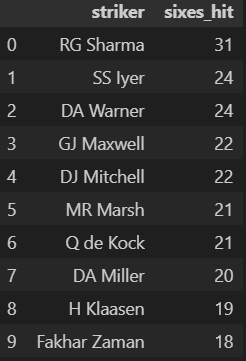 striker sixes_hit
0 RG Sharma 31
1 SS Iyer 24
2 DA Warner 24
3 GJ Maxwell 22
4 DJ Mitchell 22
5 MR Marsh 21
6 Q de Kock 21
7 DA Miller 20
8 H Klaasen 19
9 Fakhar Zaman 18